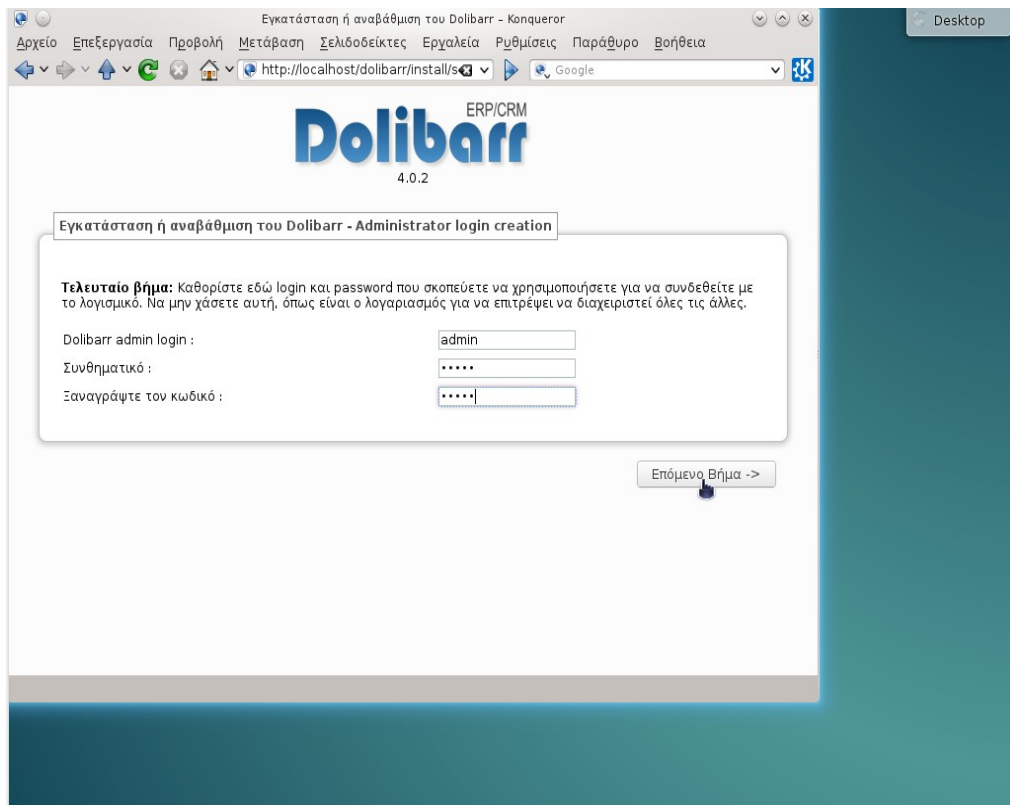 Εγκατάσταση ή αναβάθμιση του Dolibarr – Konqueror
Desktop
Αρχείο Επεξεργασία Προβολή Μετάβαση Σελιδοδείκτες Εργαλεία Ρυθμίσεις Παράθυρο Βοήθεια
http://localhost/dolibarr/install/s
Google
ERP/CRM
Dolibarr
4.0.2
Εγκατάσταση ή αναβάθμιση του Dolibarr - Administrator login creation
Τελευταίο βήμα: Καθορίστε εδώ login και password που σκοπεύετε να χρησιμοποιήσετε για να συνδεθείτε με
το λογισμικό. Να μην χάσετε αυτή, όπως είναι ο λογαριασμός για να επιτρέψει να διαχειριστεί όλες τις άλλες.
Dolibarr admin login : admin
Συνθηματικό : •••••
Ξαναγράψτε τον κωδικό : •••••
Επόμενο Βήμα ->